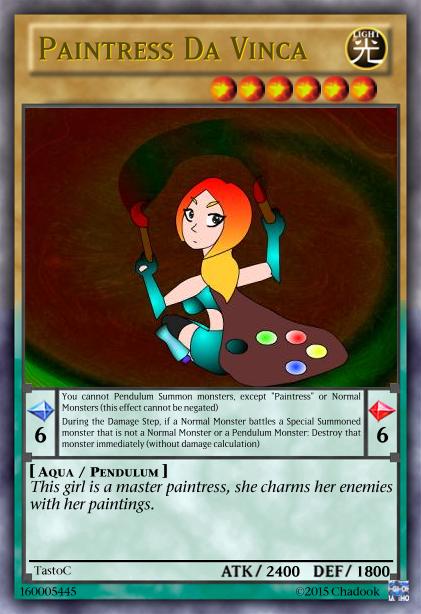 PAINTRESS DA VINCA
LIGHT
光
You cannot Pendulum Summon monsters, except "Paintress" or Normal
Monsters (this effect cannot be negated)
During the Damage Step, if a Normal Monster battles a Special Summoned
monster that is not a Normal Monster or a Pendulum Monster: Destroy that
monster immediately (without damage calculation)
6
6
[ AQUA / PENDULUM ]
This girl is a master paintress, she charms her enemies
with her paintings.
TastoC
ATK/ 2400 DEF/ 1800
160005445
©2015 Chadook